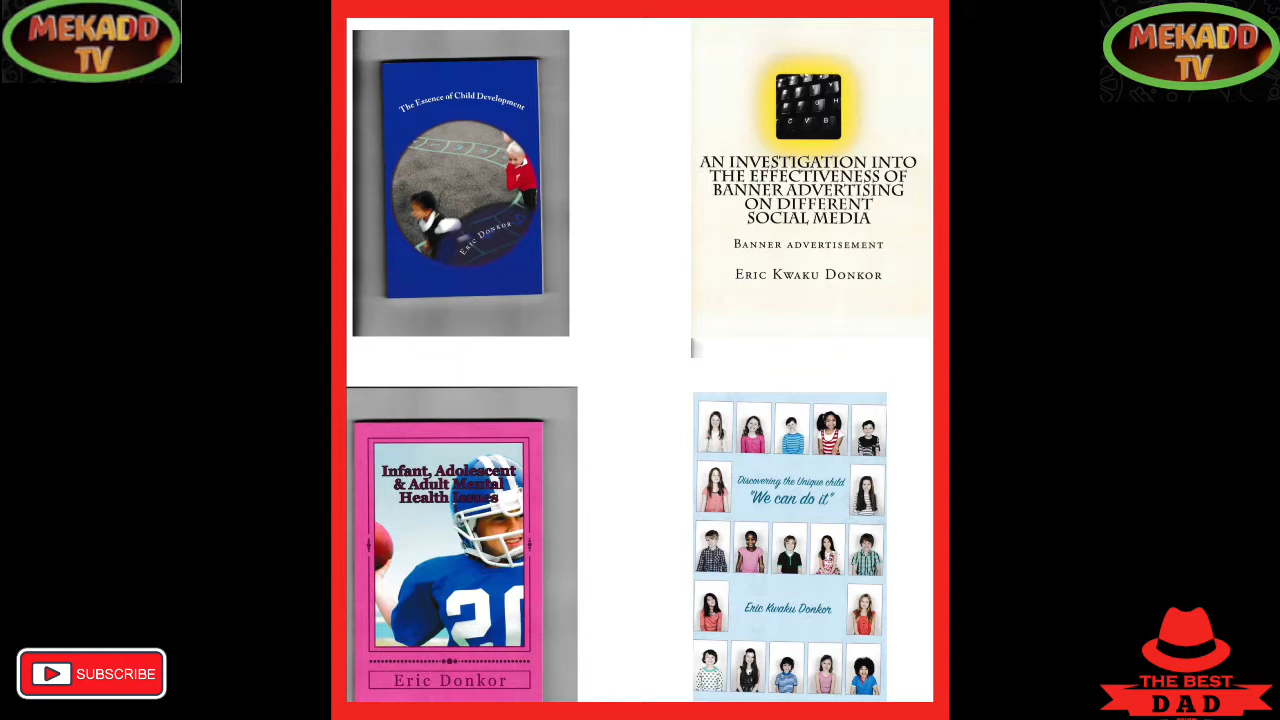 MEKADD
TV
MEKADD
TV
The Essence of Child Development
ERIC DONKOR
Y
G H
C V B
AN INVESTIGATION INTO
THE EFFECTIVENESS OF
BANNER ADVERTISING
ON DIFFERENT
SOCIAL MEDIA
BANNER ADVERTISEMENT
ERIC KWAKU DONKOR
Infant, Adolescent
& Adult Mental
Health Issues
20
Eric Donkor
Discovering the Unique child
"We can do it"
Eric Kwaku Donkor
SUBSCRIBE
THE BEST
DAD